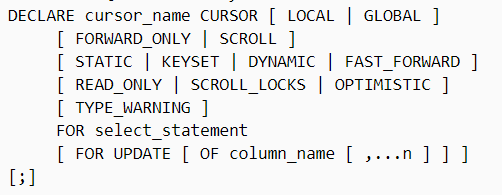 DECLARE cursor_name CURSOR [ LOCAL | GLOBAL ]
[ FORWARD_ONLY | SCROLL ]
[ STATIC | KEYSET | DYNAMIC | FAST_FORWARD ]
[ READ_ONLY | SCROLL_LOCKS | OPTIMISTIC ]
[ TYPE_WARNING ]
FOR select_statement
[ FOR UPDATE [ OF column_name [ ,...n ] ] ]
[;]